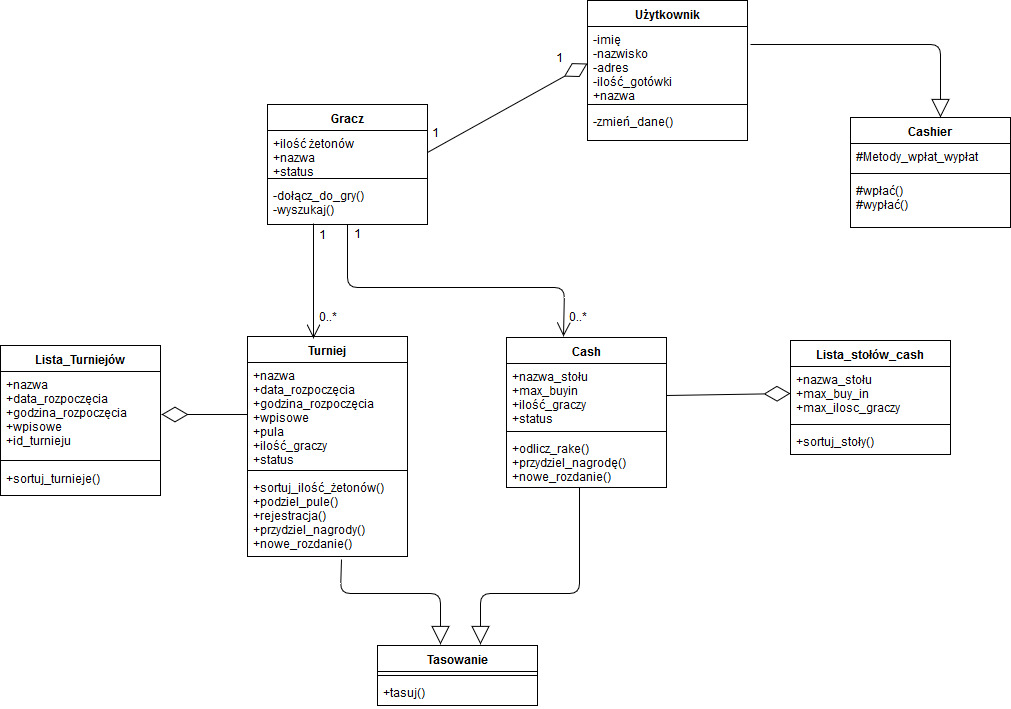 Użytkownik
-imię
-nazwisko
-adres
-ilość_gotówki
+nazwa
-zmień_dane()
1
1
Gracz
+ilość żetonów
+nazwa
+status
-dołącz_do_gry()
-wyszukaj()
Cashier
#Metody_wpłat_wypłat
#wpłać()
#wypłać()
1
1
0..*
0..*
Lista_Turniejów
+nazwa
+data_rozpoczęcia
+godzina_rozpoczęcia
+wpisowe
+id_turnieju
+sortuj_turnieje()
Turniej
+nazwa
+data_rozpoczęcia
+godzina_rozpoczęcia
+wpisowe
+pula
+ilość_graczy
+status
+sortuj_ilość_żetonów()
+podziel_pule()
+rejestracja()
+przydziel_nagrody()
+nowe_rozdanie()
Cash
+nazwa_stołu
+max_buyin
+ilość_graczy
+status
+odlicz_rake()
+przydziel_nagrodę()
+nowe_rozdanie()
Lista_stołów_cash
+nazwa_stołu
+max_buy_in
+max_ilosc_graczy
+sortuj_stoły()
Tasowanie
+tasuj()